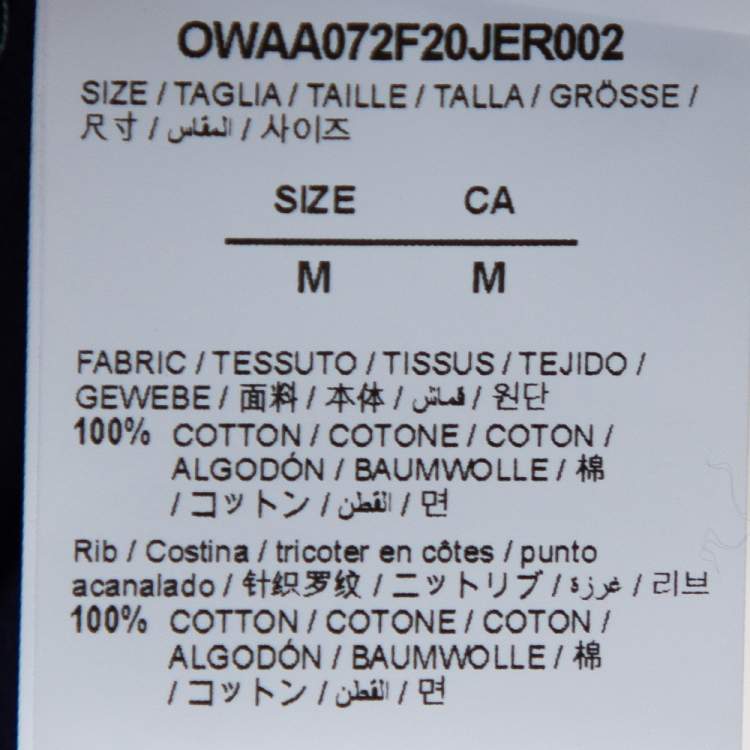 OWAA072F20JER002
SIZE / TAGLIA / TAILLE / TALLA / GRÖSSE /
尺寸 / المقاس / 사이즈
SIZE CA
M M
FABRIC / TESSUTO / TISSUS / TEJIDO /
GEWEBE / 面料 / 本体 / قماش / 원단
100% COTTON / COTONE / COTON /
ALGODÓN / BAUMWOLLE / 棉
/ コットン / القطن / 면
Rib / Costina / tricoter en côtes / punto
acanalado / 针织罗纹 / ニットリブ / غرزة / 리브
100% COTTON / COTONE / COTON /
ALGODÓN / BAUMWOLLE / 棉
/ コットン / القطن / 면